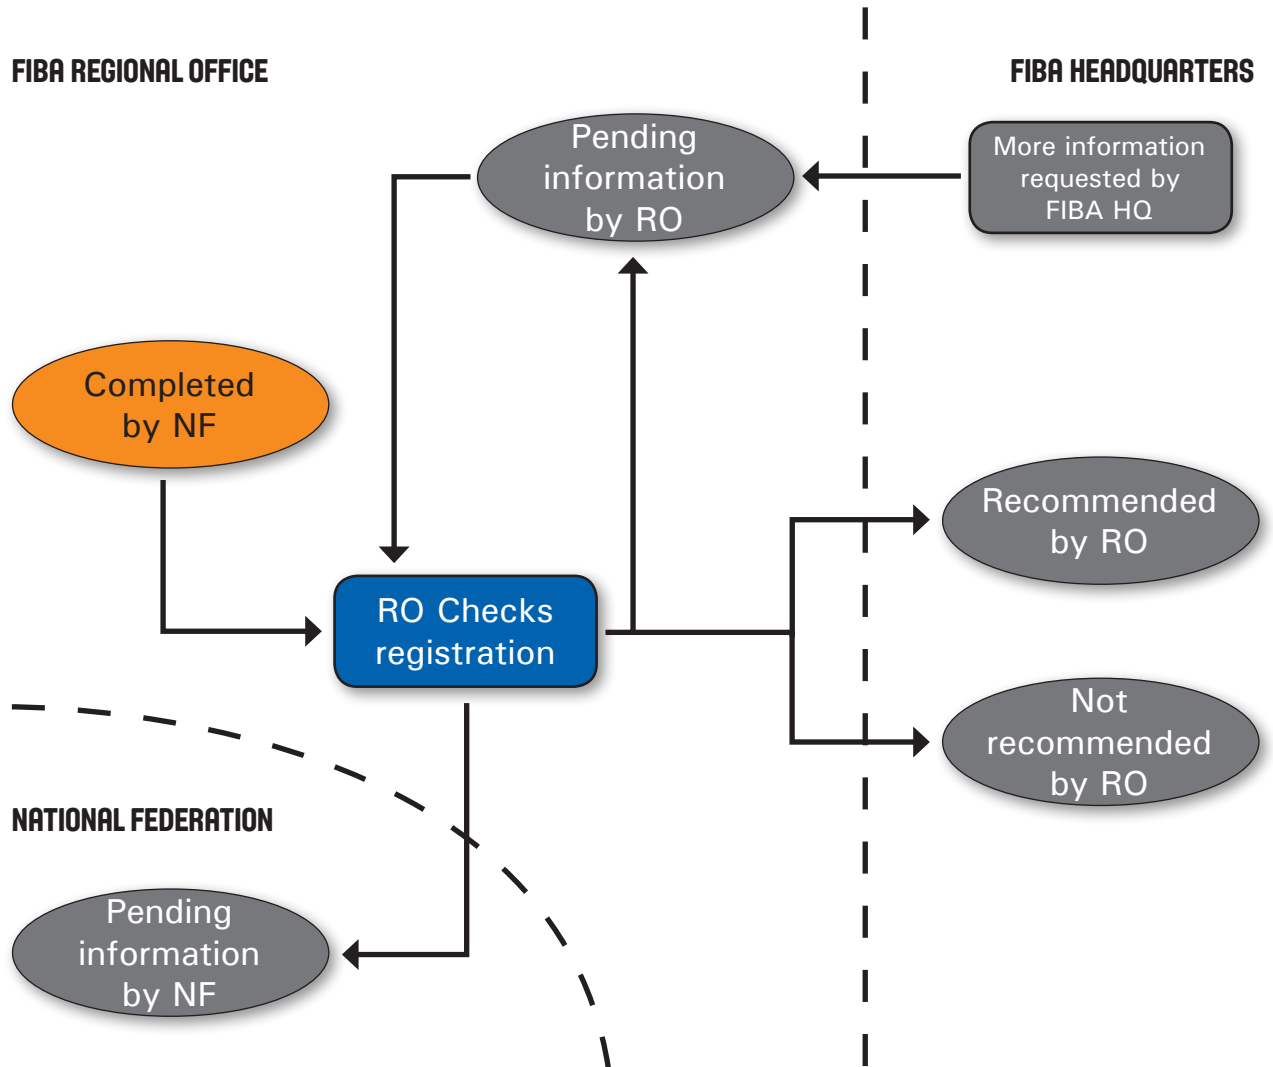 FIBA REGIONAL OFFICE
FIBA HEADQUARTERS
Pending
information
by RO
More information
requested by
FIBA HQ
Completed
by NF
Recommended
by RO
RO Checks
registration
Not
recommended
by RO
NATIONAL FEDERATION
Pending
information
by NF